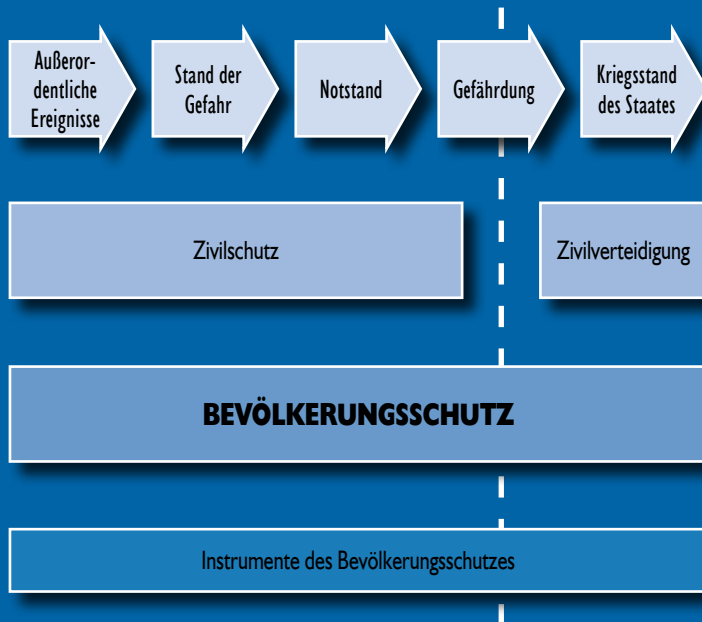 Außeror-
dentliche
Ereignisse
Stand der
Gefahr
Notstand
Gefährdung
Kriegsstand
des Staates
Zivilschutz
Zivilverteidigung
BEVÖLKERUNGSSCHUTZ
Instrumente des Bevölkerungsschutzes